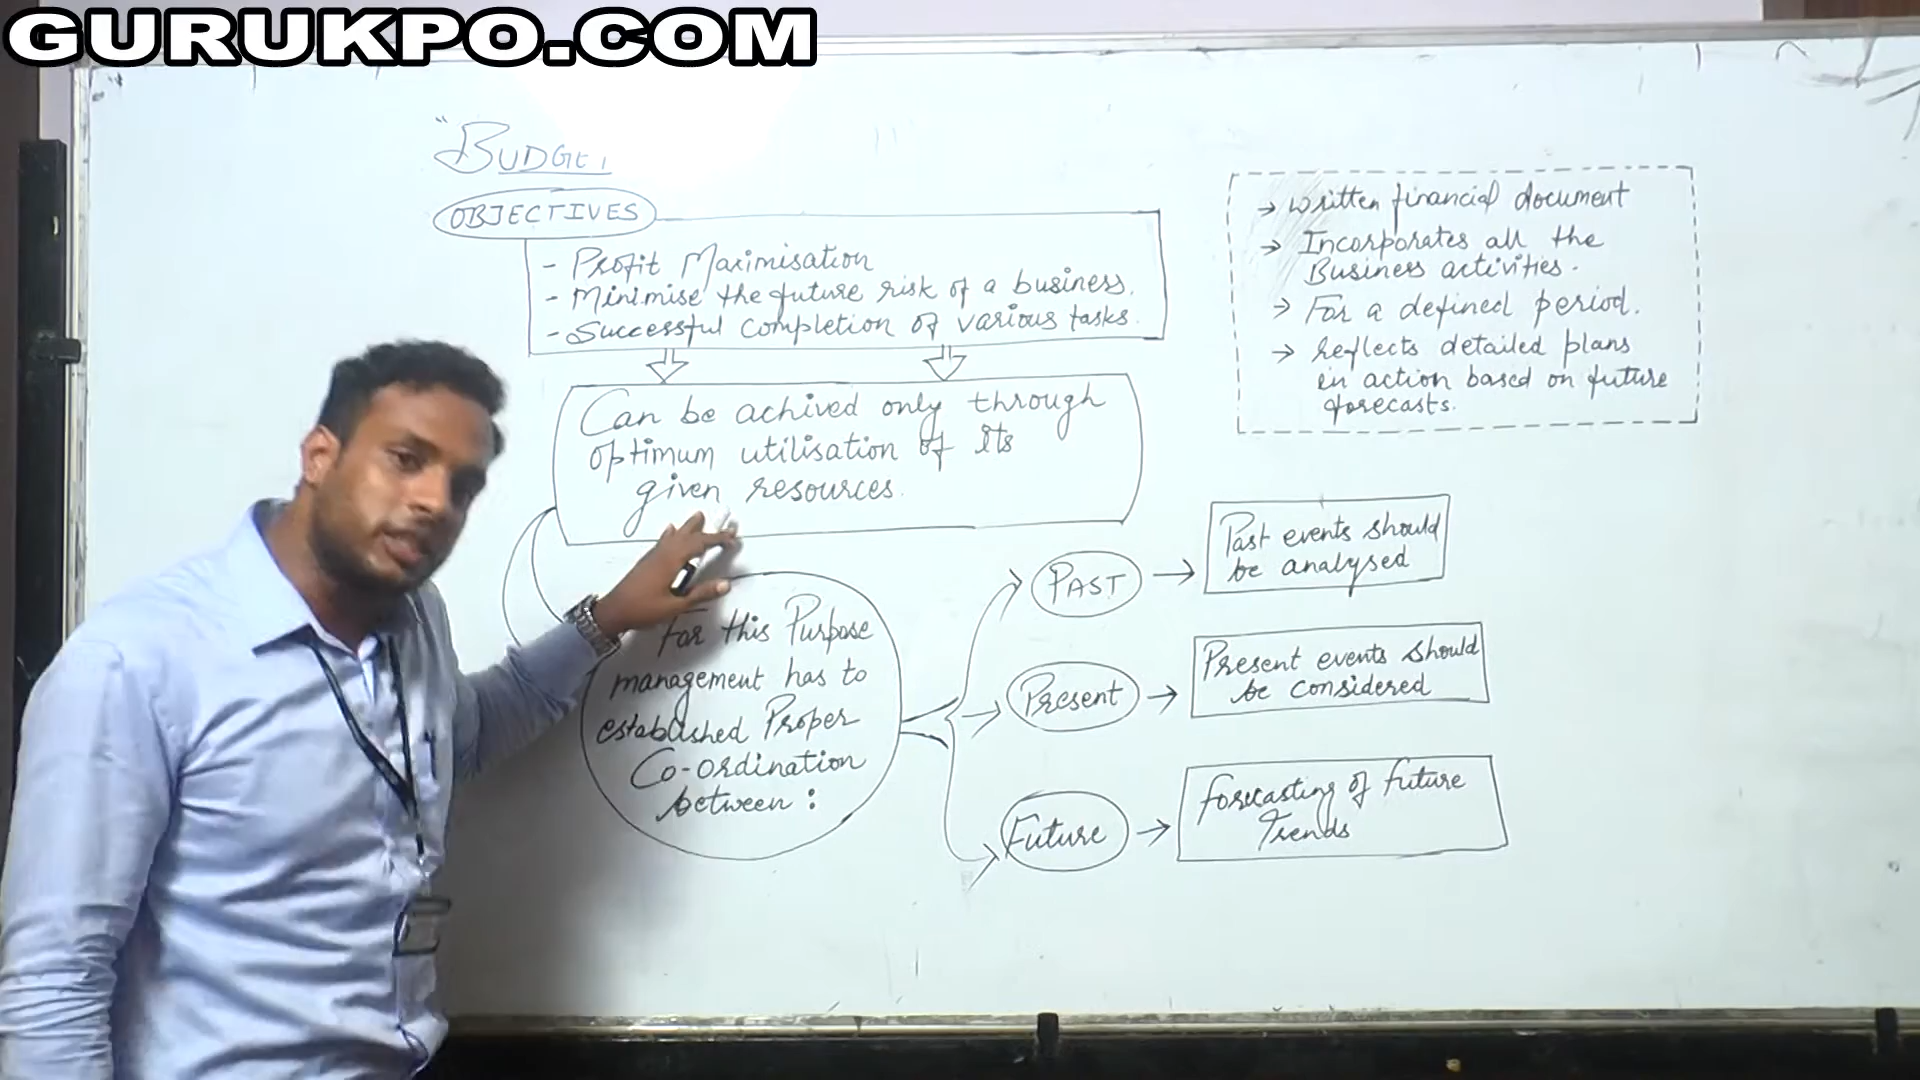 GURUKPO.COM
"BUDGET
OBJECTIVES
- Profit Maximisation
- Minimise the future risk of a business.
- Successful completion of various tasks.
Can be achived only through
optimum utilisation of Its
given resources.
For this Purpose
management has to
established Proper
Co-ordination
between :
PAST
Past events should
be analysed
Present
Present events should
be considered
Future
forecasting of future
Trends
→ written financial document
→ Incorporates all the
Business activities.
→ For a defined period.
→ reflects detailed plans
in action based on future
forecasts.